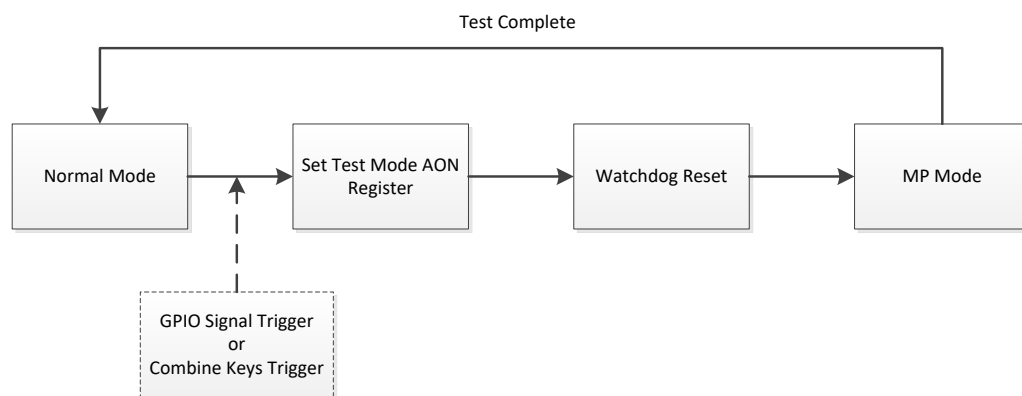 Test Complete
Normal Mode
Set Test Mode AON
Register
Watchdog Reset
MP Mode
GPIO Signal Trigger
or
Combine Keys Trigger